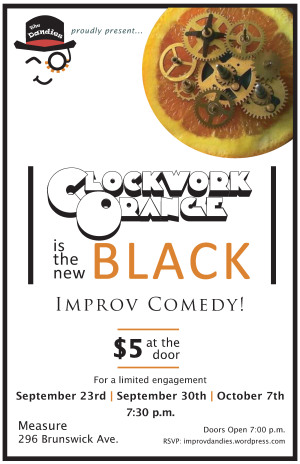 The
Dandies
proudly present...
CLOCKWORK
ORANGE
is
the
new
BLACK
IMPROV COMEDY!
$5 at the
door
For a limited engagement
September 23rd | September 30th | October 7th
7:30 p.m.
Measure
296 Brunswick Ave.
Doors Open 7:00 p.m.
RSVP: improvdandies.wordpress.com